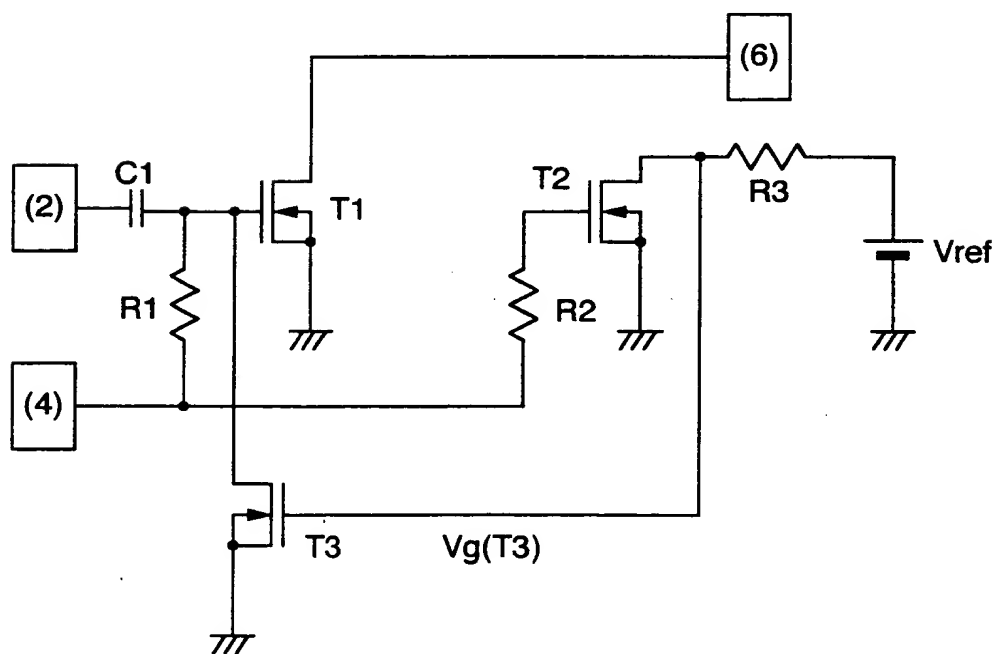 (6)
(2)
C1
T1
T2
R3
Vref
R1
R2
(4)
T3
Vg(T3)